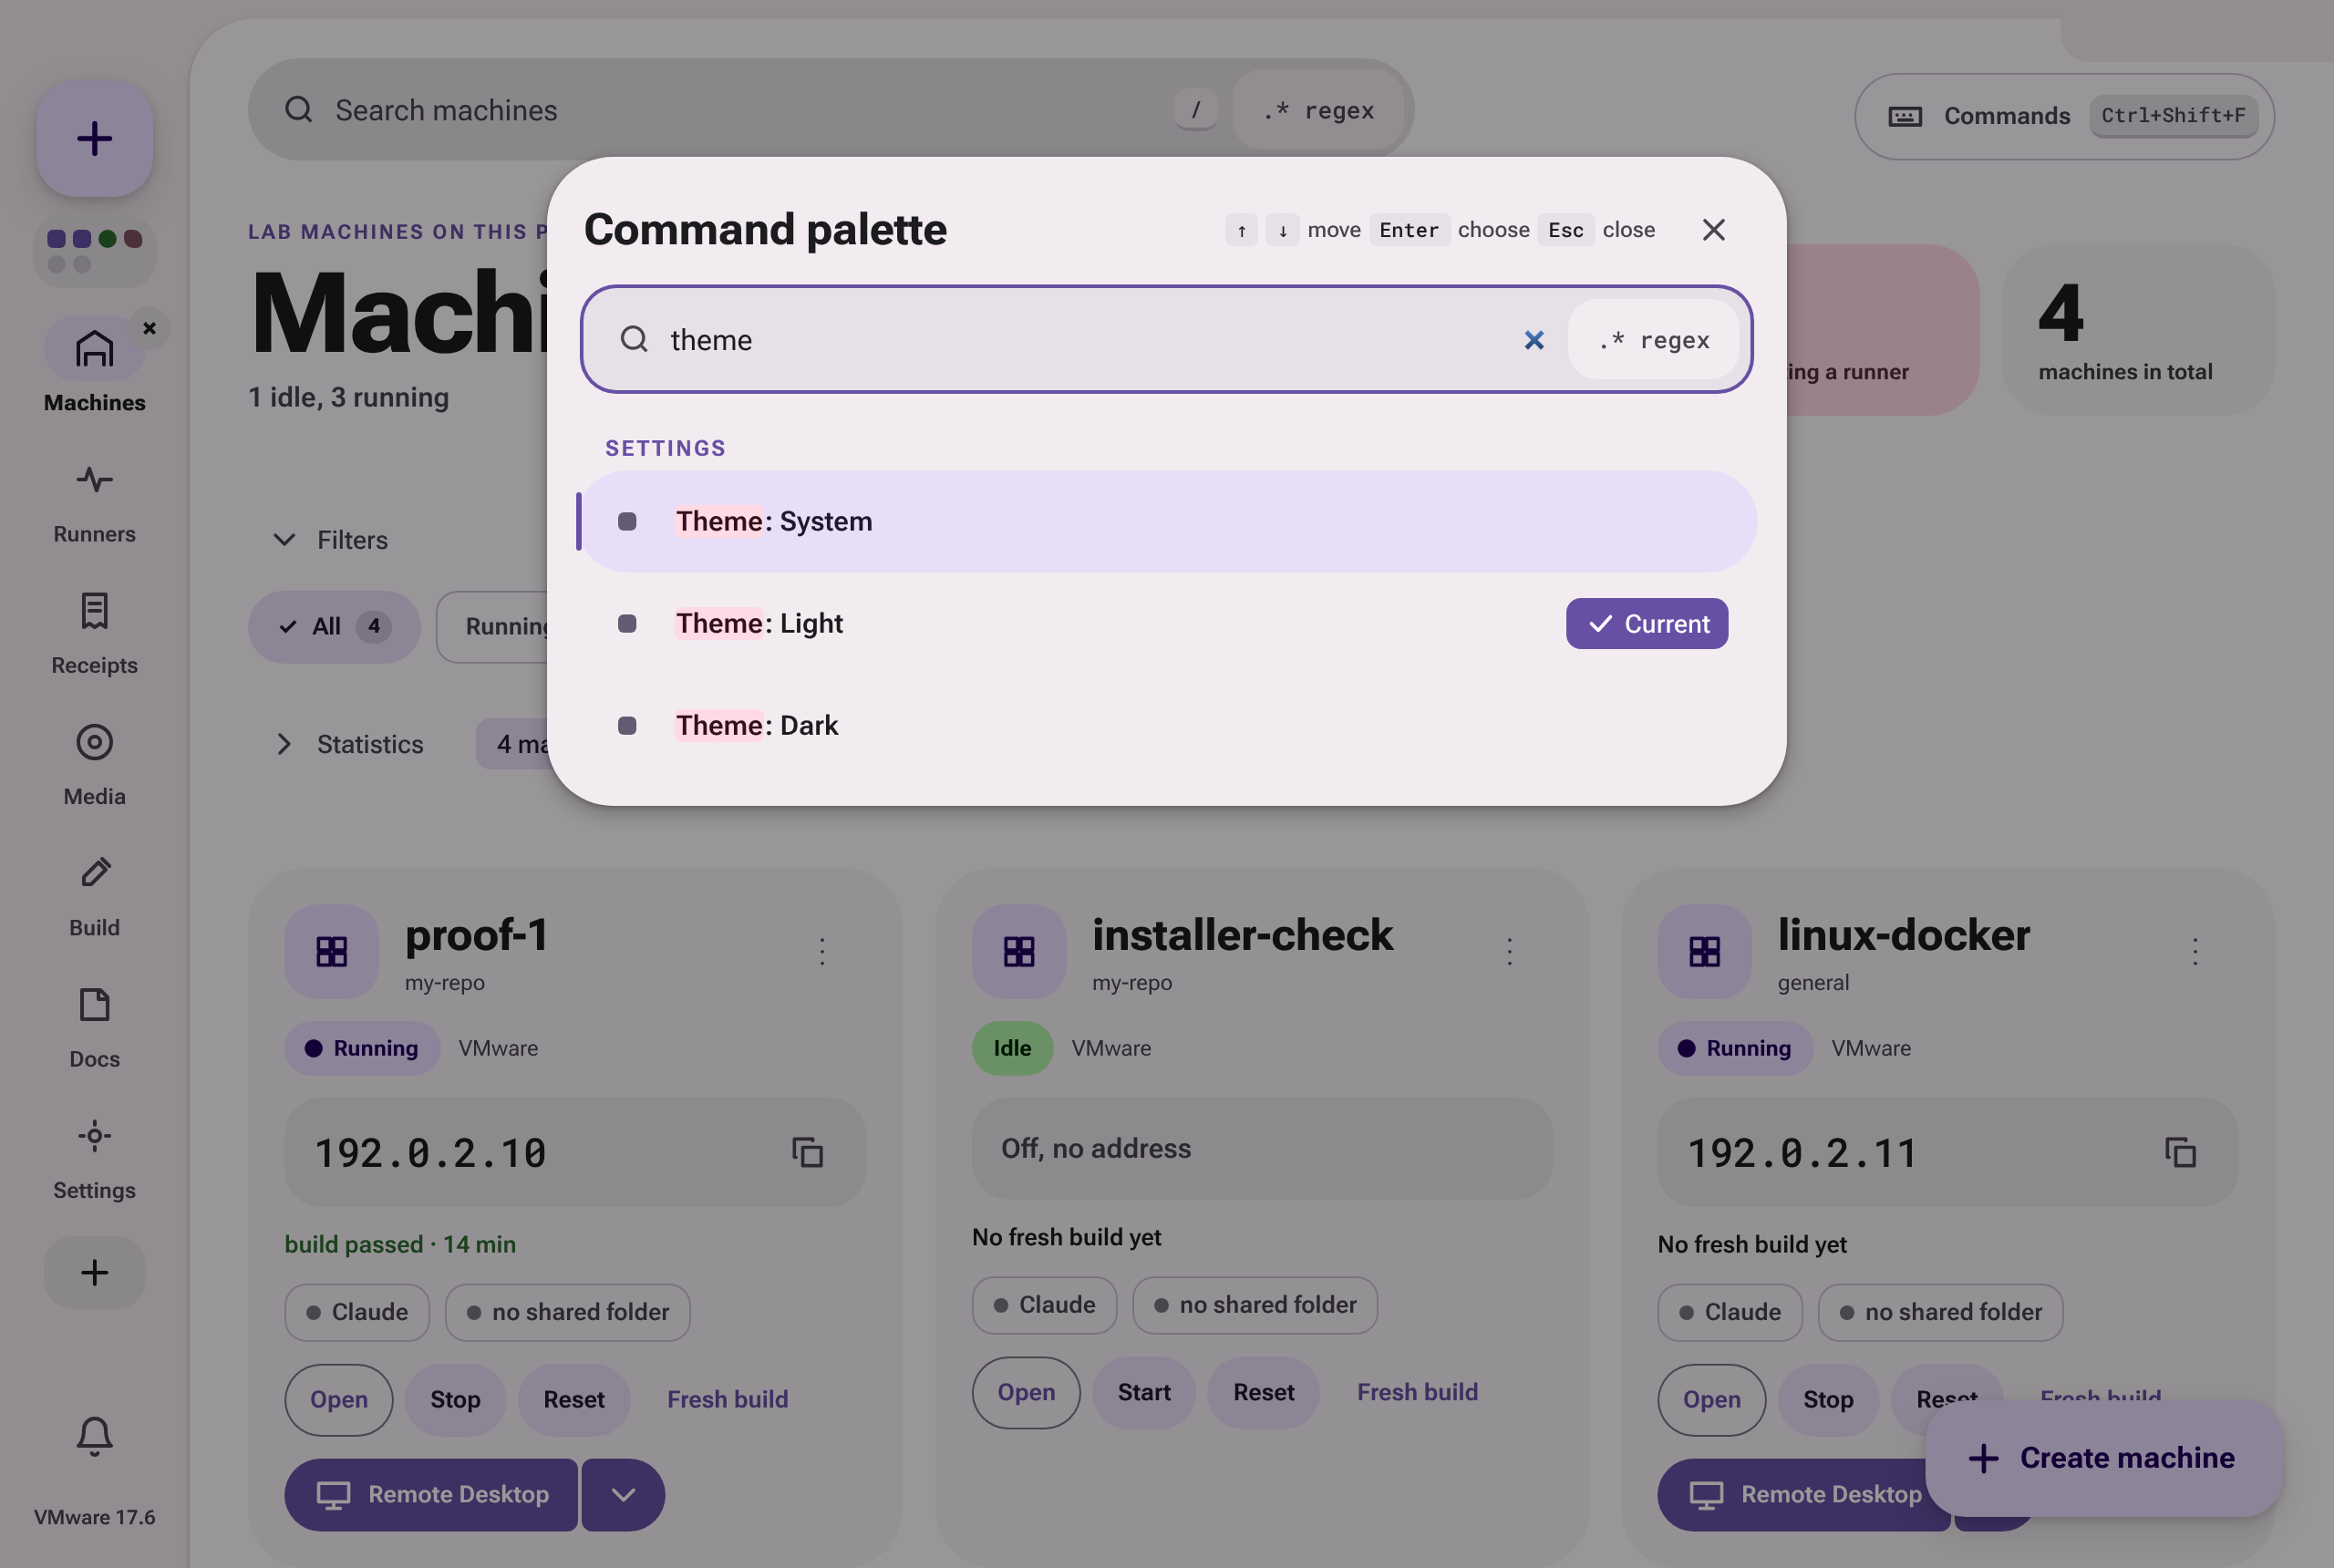 Search machines
/
.* regex
Commands
Ctrl+Shift+F
Command palette
↑ ↓ move Enter choose Esc close
theme
.* regex
SETTINGS
Theme: System
Theme: Light
Current
Theme: Dark
Machines
Runners
Receipts
Media
Build
Docs
Settings
VMware 17.6
LAB MACHINES ON THIS P
Machi
1 idle, 3 running
ing a runner
4
machines in total
Filters
All 4
Running
Statistics
4 ma
proof-1
my-repo
Running
VMware
192.0.2.10
build passed · 14 min
Claude
no shared folder
Open
Stop
Reset
Fresh build
Remote Desktop
installer-check
my-repo
Idle
VMware
Off, no address
No fresh build yet
Claude
no shared folder
Open
Start
Reset
Fresh build
linux-docker
general
Running
VMware
192.0.2.11
No fresh build yet
Claude
no shared folder
Open
Stop
Reset
Fresh build
Remote Desktop
Create machine